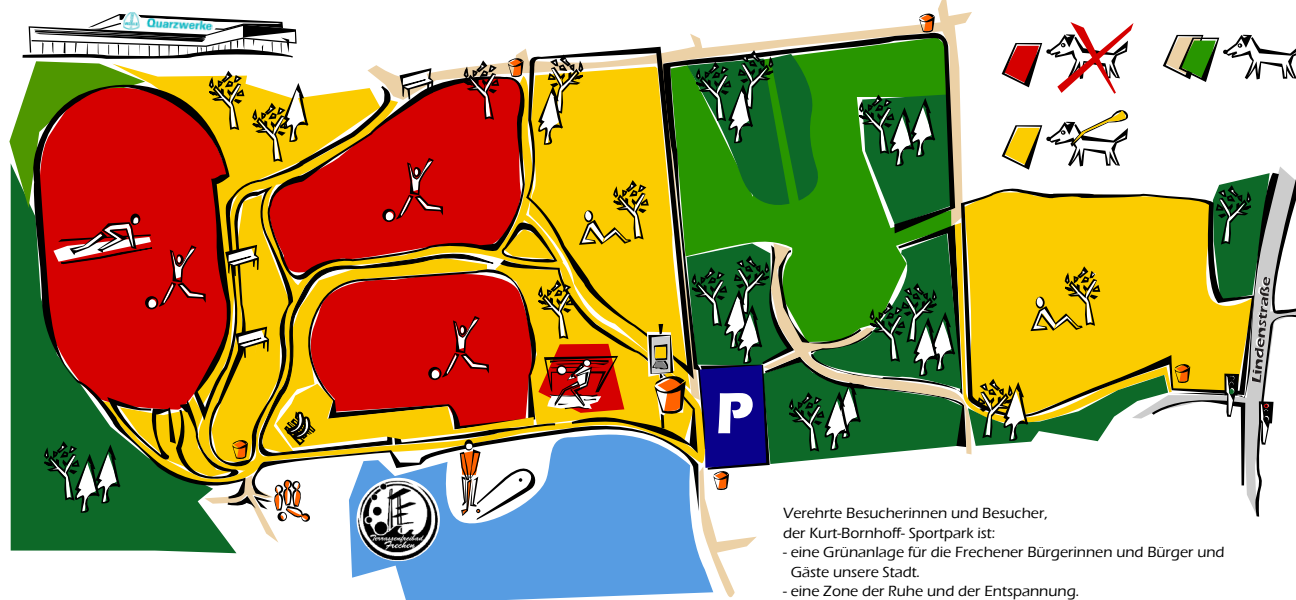 Quarzwerke
Lindenstraße
P
Terrassenfreibad
Frechen
Verehrte Besucherinnen und Besucher,
der Kurt-Bornhoff- Sportpark ist:
- eine Grünanlage für die Frechener Bürgerinnen und Bürger und
Gäste unsere Stadt.
- eine Zone der Ruhe und der Entspannung.